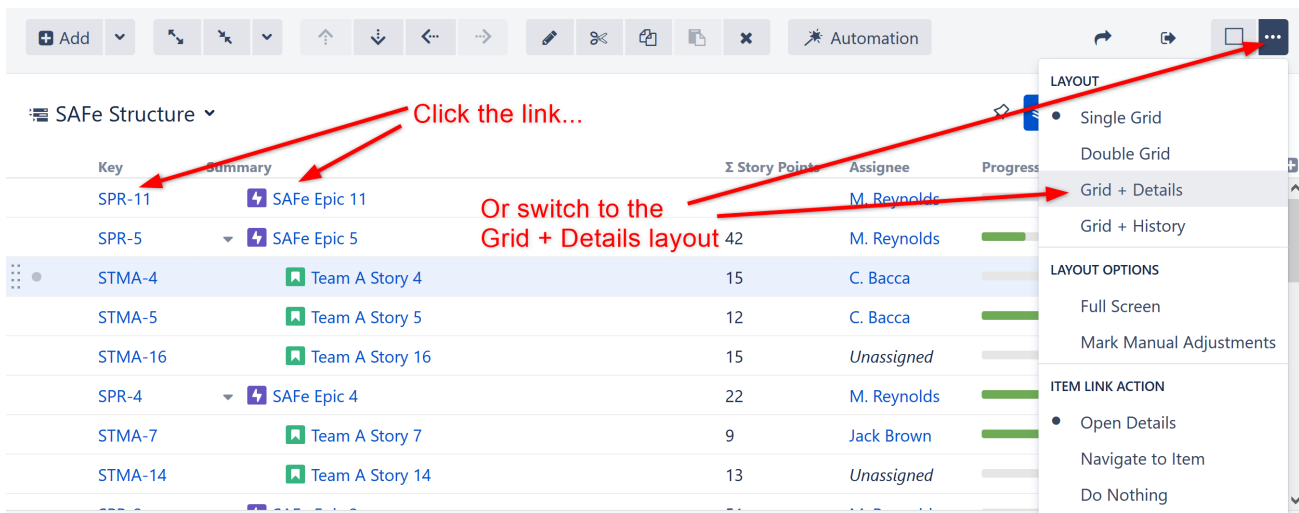 Add
Automation
SAFe Structure
Click the link...
Key Summary Σ Story Points Assignee Progress
SPR-11 SAFe Epic 11 M. Reynolds
SPR-5 SAFe Epic 5 42 M. Reynolds
STMA-4 Team A Story 4 15 C. Bacca
STMA-5 Team A Story 5 12 C. Bacca
STMA-16 Team A Story 16 15 Unassigned
SPR-4 SAFe Epic 4 22 M. Reynolds
STMA-7 Team A Story 7 9 Jack Brown
STMA-14 Team A Story 14 13 Unassigned
Or switch to the
Grid + Details layout
LAYOUT
Single Grid
Double Grid
Grid + Details
Grid + History
LAYOUT OPTIONS
Full Screen
Mark Manual Adjustments
ITEM LINK ACTION
Open Details
Navigate to Item
Do Nothing